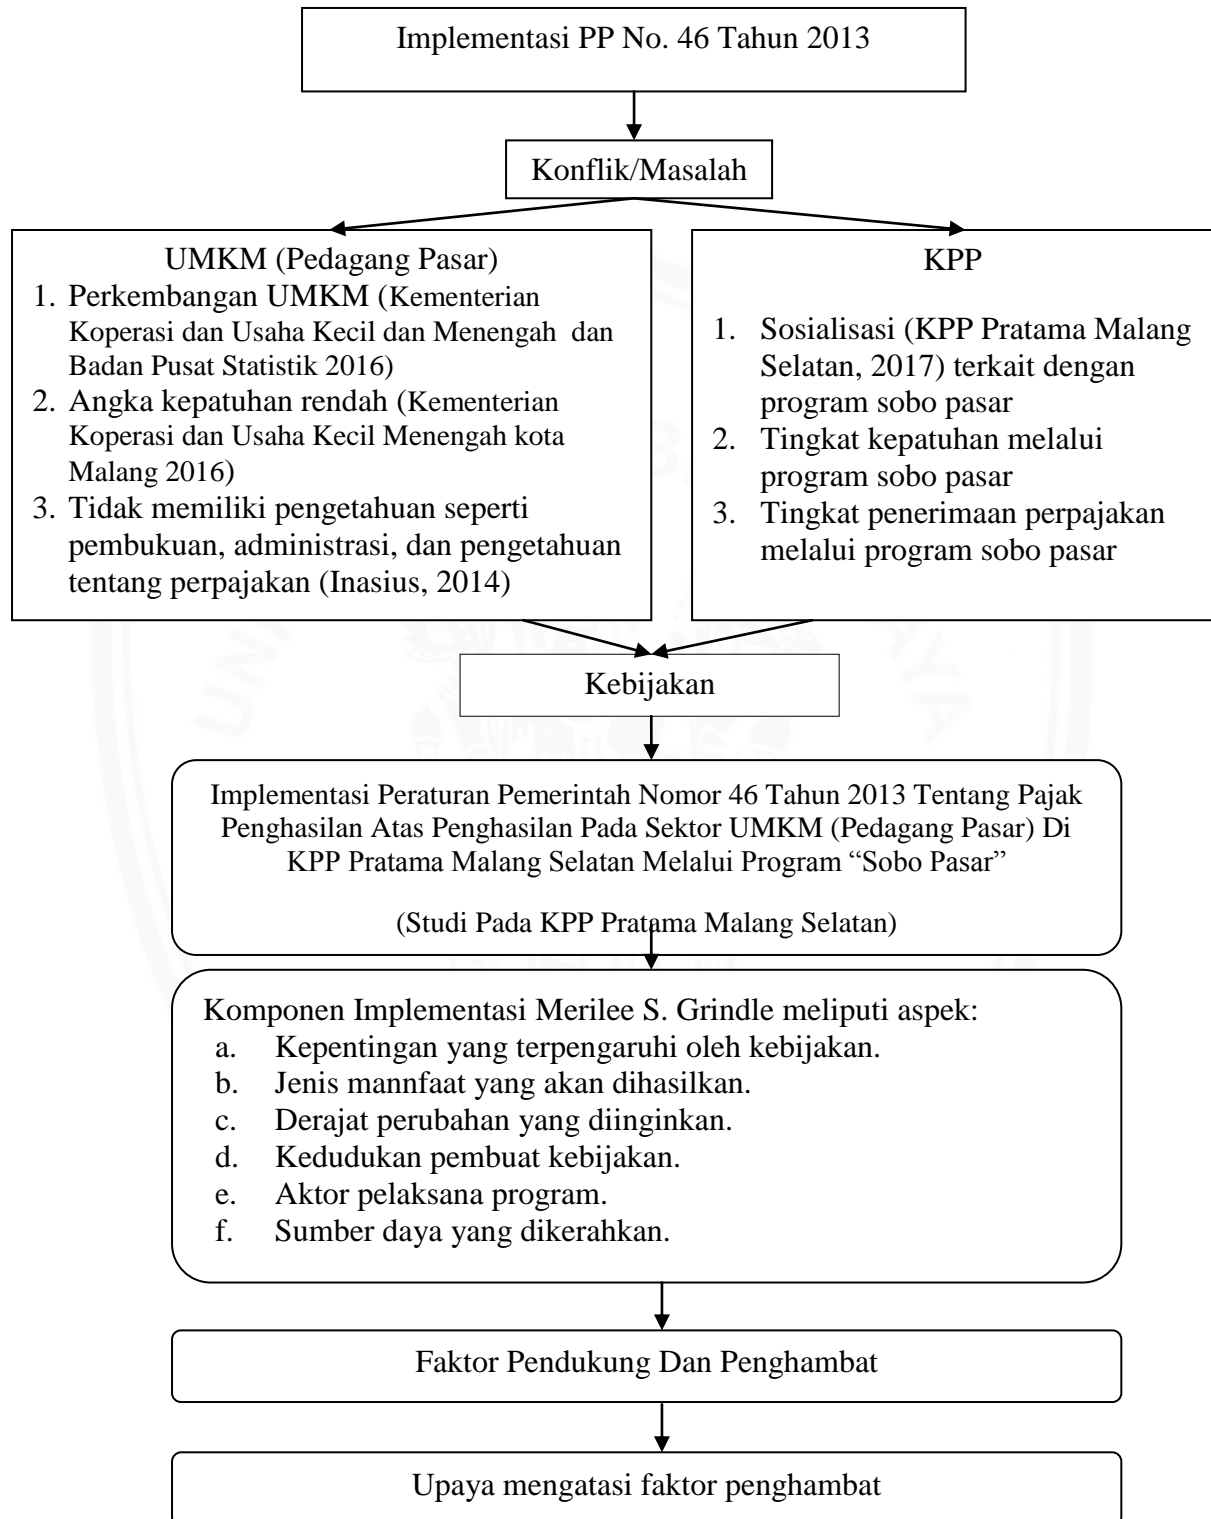 Implementasi PP No. 46 Tahun 2013
Konflik/Masalah
UMKM (Pedagang Pasar)
1. Perkembangan UMKM (Kementerian
Koperasi dan Usaha Kecil dan Menengah dan
Badan Pusat Statistik 2016)
2. Angka kepatuhan rendah (Kementerian
Koperasi dan Usaha Kecil Menengah kota
Malang 2016)
3. Tidak memiliki pengetahuan seperti
pembukuan, administrasi, dan pengetahuan
tentang perpajakan (Inasius, 2014)
KPP
1. Sosialisasi (KPP Pratama Malang
Selatan, 2017) terkait dengan
program sobo pasar
2. Tingkat kepatuhan melalui
program sobo pasar
3. Tingkat penerimaan perpajakan
melalui program sobo pasar
Kebijakan
Implementasi Peraturan Pemerintah Nomor 46 Tahun 2013 Tentang Pajak
Penghasilan Atas Penghasilan Pada Sektor UMKM (Pedagang Pasar) Di
KPP Pratama Malang Selatan Melalui Program “Sobo Pasar”
(Studi Pada KPP Pratama Malang Selatan)
Komponen Implementasi Merilee S. Grindle meliputi aspek:
a. Kepentingan yang terpengaruhi oleh kebijakan.
b. Jenis mannfaat yang akan dihasilkan.
c. Derajat perubahan yang diinginkan.
d. Kedudukan pembuat kebijakan.
e. Aktor pelaksana program.
f. Sumber daya yang dikerahkan.
Faktor Pendukung Dan Penghambat
Upaya mengatasi faktor penghambat